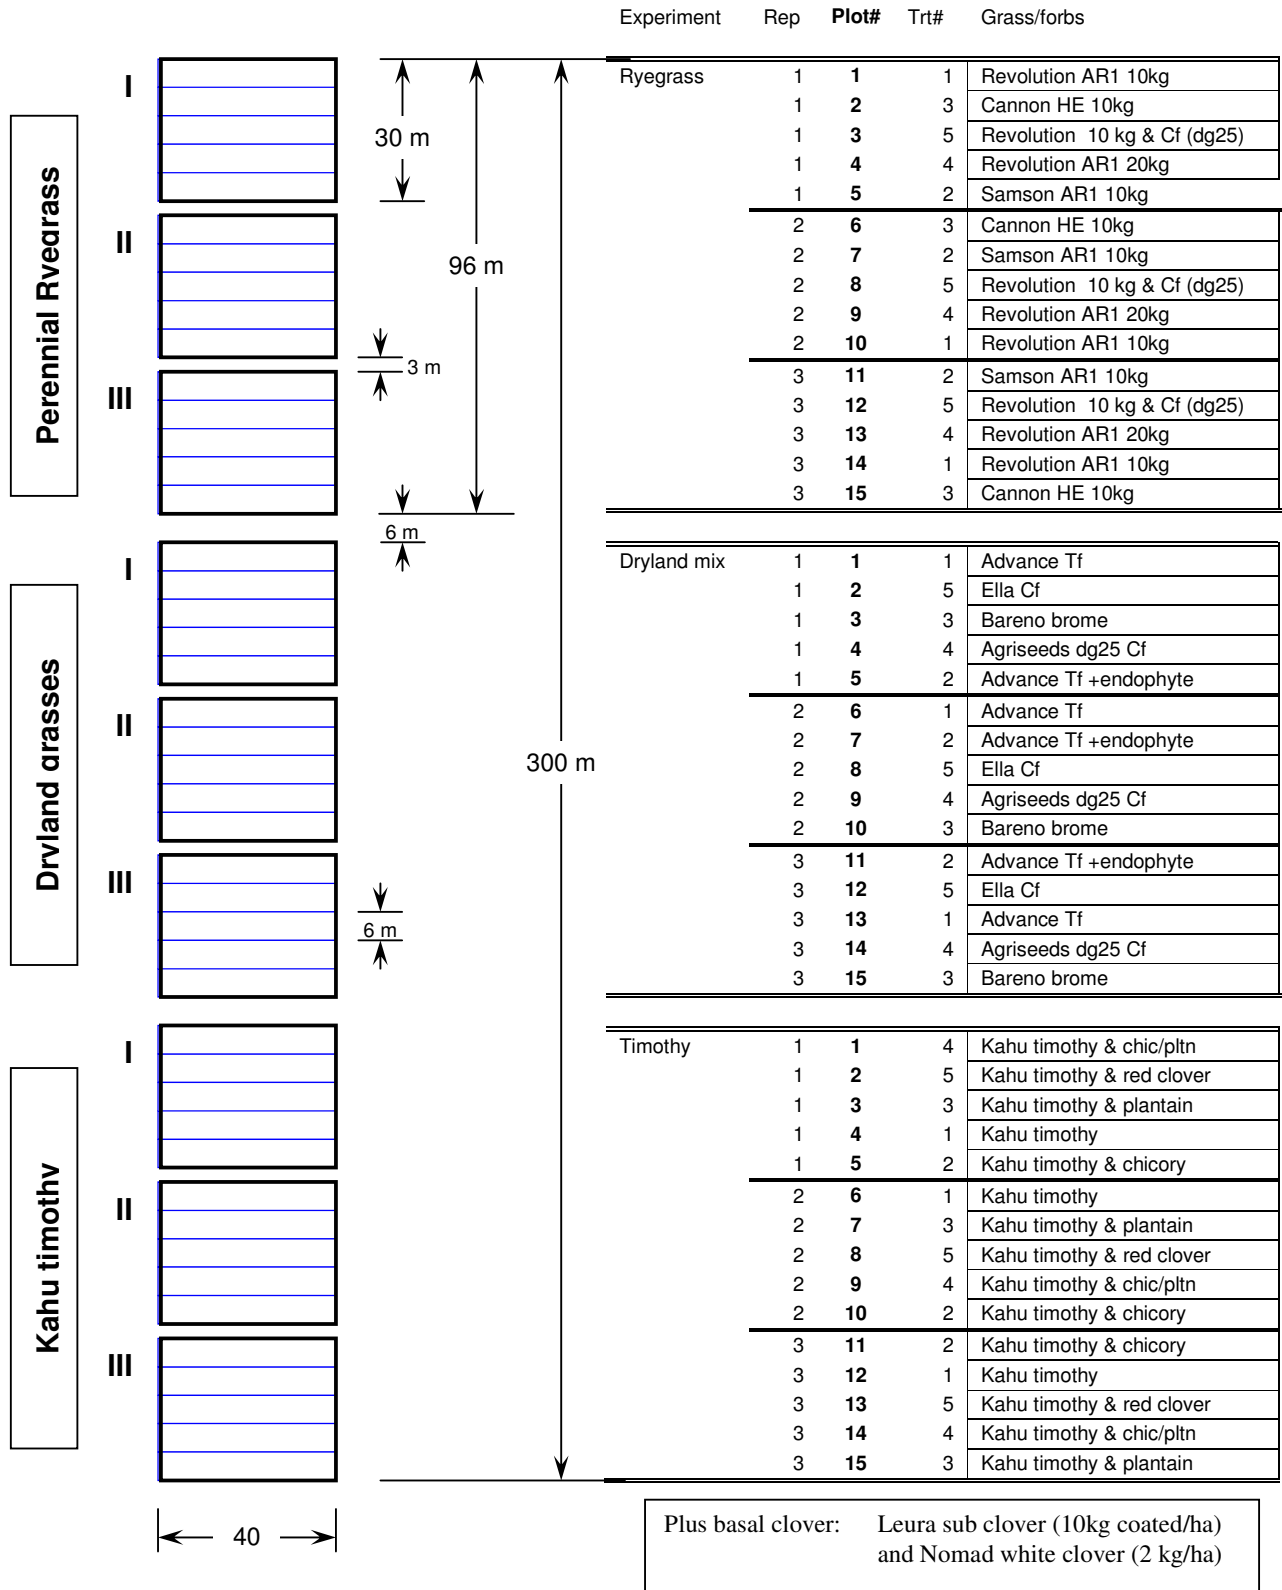 Experiment Rep Plot# Trt# Grass/forbs
Perennial Ryegrass
I
II
III
30 m
96 m
3 m
6 m
300 m
Ryegrass 1 1 1 Revolution AR1 10kg
1 2 3 Cannon HE 10kg
1 3 5 Revolution 10 kg & Cf (dg25)
1 4 4 Revolution AR1 20kg
1 5 2 Samson AR1 10kg
2 6 3 Cannon HE 10kg
2 7 2 Samson AR1 10kg
2 8 5 Revolution 10 kg & Cf (dg25)
2 9 4 Revolution AR1 20kg
2 10 1 Revolution AR1 10kg
3 11 2 Samson AR1 10kg
3 12 5 Revolution 10 kg & Cf (dg25)
3 13 4 Revolution AR1 20kg
3 14 1 Revolution AR1 10kg
3 15 3 Cannon HE 10kg
Dryland grasses
I
II
III
6 m
Dryland mix 1 1 1 Advance Tf
1 2 5 Ella Cf
1 3 3 Bareno brome
1 4 4 Agriseeds dg25 Cf
1 5 2 Advance Tf +endophyte
2 6 1 Advance Tf
2 7 2 Advance Tf +endophyte
2 8 5 Ella Cf
2 9 4 Agriseeds dg25 Cf
2 10 3 Bareno brome
3 11 2 Advance Tf +endophyte
3 12 5 Ella Cf
3 13 1 Advance Tf
3 14 4 Agriseeds dg25 Cf
3 15 3 Bareno brome
Kahu timothy
I
II
III
40
Timothy 1 1 4 Kahu timothy & chic/pltn
1 2 5 Kahu timothy & red clover
1 3 3 Kahu timothy & plantain
1 4 1 Kahu timothy
1 5 2 Kahu timothy & chicory
2 6 1 Kahu timothy
2 7 3 Kahu timothy & plantain
2 8 5 Kahu timothy & red clover
2 9 4 Kahu timothy & chic/pltn
2 10 2 Kahu timothy & chicory
3 11 2 Kahu timothy & chicory
3 12 1 Kahu timothy
3 13 5 Kahu timothy & red clover
3 14 4 Kahu timothy & chic/pltn
3 15 3 Kahu timothy & plantain
Plus basal clover: Leura sub clover (10kg coated/ha)
and Nomad white clover (2 kg/ha)